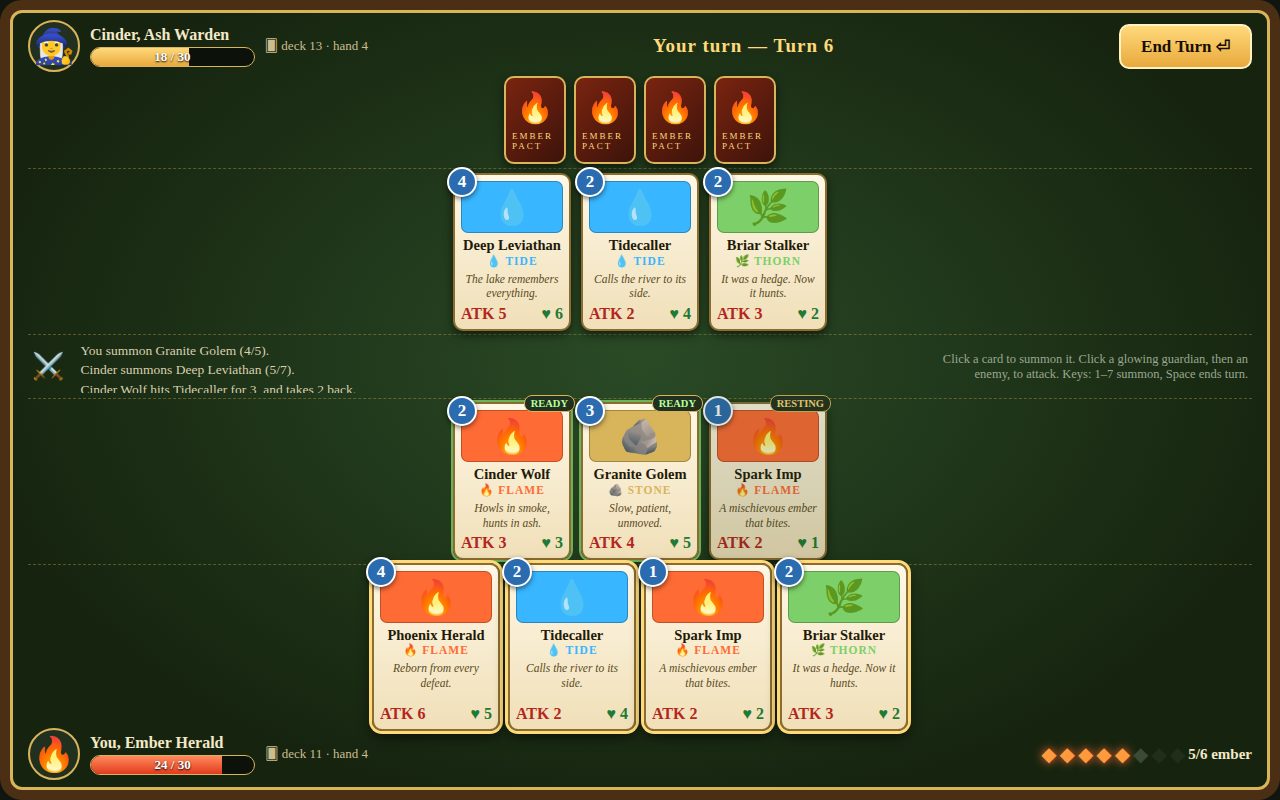 Cinder, Ash Warden
18 / 30
deck 13 · hand 4
Your turn — Turn 6
End Turn ⏎
EMBER
PACT
EMBER
PACT
EMBER
PACT
EMBER
PACT
4
Deep Leviathan
TIDE
The lake remembers
everything.
ATK 5 ♥ 6
2
Tidecaller
TIDE
Calls the river to its
side.
ATK 2 ♥ 4
2
Briar Stalker
THORN
It was a hedge. Now
it hunts.
ATK 3 ♥ 2
You summon Granite Golem (4/5).
Cinder summons Deep Leviathan (5/7).
Cinder Wolf hits Tidecaller for 3, and takes 2 back.
Click a card to summon it. Click a glowing guardian, then an
enemy, to attack. Keys: 1–7 summon, Space ends turn.
2
READY
Cinder Wolf
FLAME
Howls in smoke,
hunts in ash.
ATK 3 ♥ 3
3
READY
Granite Golem
STONE
Slow, patient,
unmoved.
ATK 4 ♥ 5
1
RESTING
Spark Imp
FLAME
A mischievous ember
that bites.
ATK 2 ♥ 1
4
Phoenix Herald
FLAME
Reborn from every
defeat.
ATK 6 ♥ 5
2
Tidecaller
TIDE
Calls the river to its
side.
ATK 2 ♥ 4
1
Spark Imp
FLAME
A mischievous ember
that bites.
ATK 2 ♥ 2
2
Briar Stalker
THORN
It was a hedge. Now it
hunts.
ATK 3 ♥ 2
You, Ember Herald
24 / 30
deck 11 · hand 4
5/6 ember